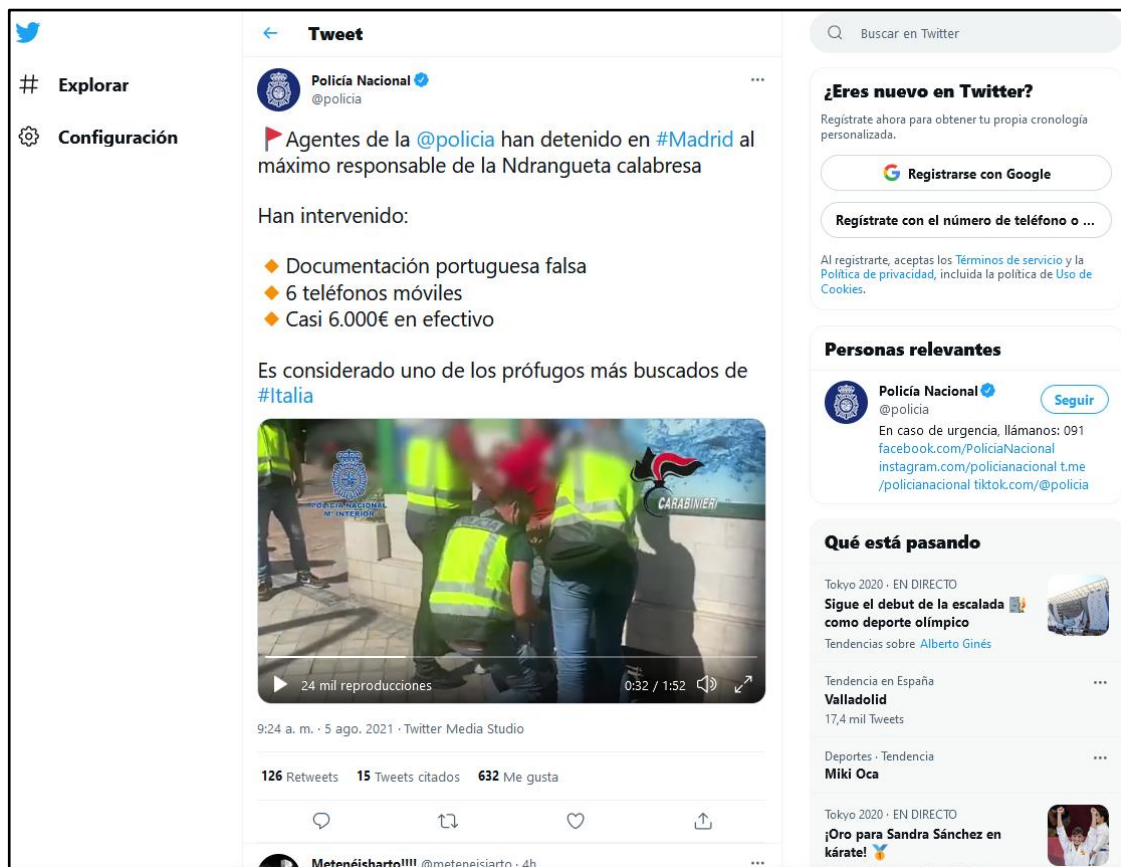 Tweet
Explorar
Configuración
Policía Nacional
@policia
Agentes de la @policia han detenido en #Madrid al
máximo responsable de la Ndrangueta calabresa
Han intervenido:
Documentación portuguesa falsa
6 teléfonos móviles
Casi 6.000€ en efectivo
Es considerado uno de los prófugos más buscados de
#Italia
POLICÍA NACIONAL
Mº INTERIOR
CARABINIERI
24 mil reproducciones
0:32 / 1:52
9:24 a. m. · 5 ago. 2021 · Twitter Media Studio
126 Retweets 15 Tweets citados 632 Me gusta
Metenéisharto!!!! @meteneisjarto · 4h
Buscar en Twitter
¿Eres nuevo en Twitter?
Regístrate ahora para obtener tu propia cronología
personalizada.
Registrarse con Google
Regístrate con el número de teléfono o ...
Al registrarte, aceptas los Términos de servicio y la
Política de privacidad, incluida la política de Uso de
Cookies.
Personas relevantes
Policía Nacional
@policia
Seguir
En caso de urgencia, llámanos: 091
facebook.com/PoliciaNacional
instagram.com/policianacional t.me
/policianacional tiktok.com/@policia
Qué está pasando
Tokyo 2020 · EN DIRECTO
Sigue el debut de la escalada
como deporte olímpico
Tendencias sobre Alberto Ginés
Tendencia en España
Valladolid
17,4 mil Tweets
Deportes · Tendencia
Miki Oca
Tokyo 2020 · EN DIRECTO
¡Oro para Sandra Sánchez en
kárate!